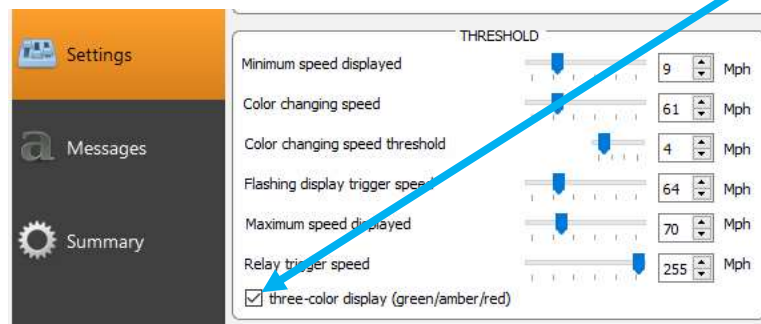 Settings
Messages
Summary
THRESHOLD
Minimum speed displayed 9 Mph
Color changing speed 61 Mph
Color changing speed threshold 4 Mph
Flashing display trigger speed 64 Mph
Maximum speed displayed 70 Mph
Relay trigger speed 255 Mph
three-color display (green/amber/red)